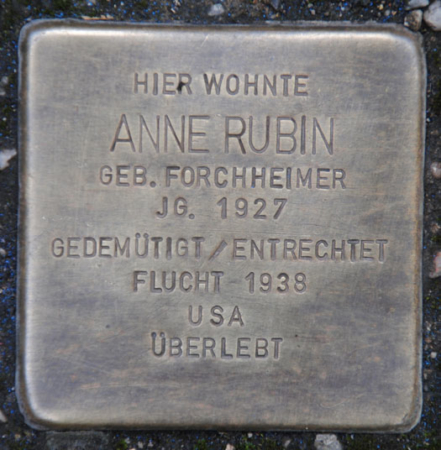 HIER WOHNTE
ANNE RUBIN
GEB. FORCHHEIMER
JG. 1927
GEDEMÜTIGT/ENTRECHTET
FLUCHT 1938
USA
ÜBERLEBT